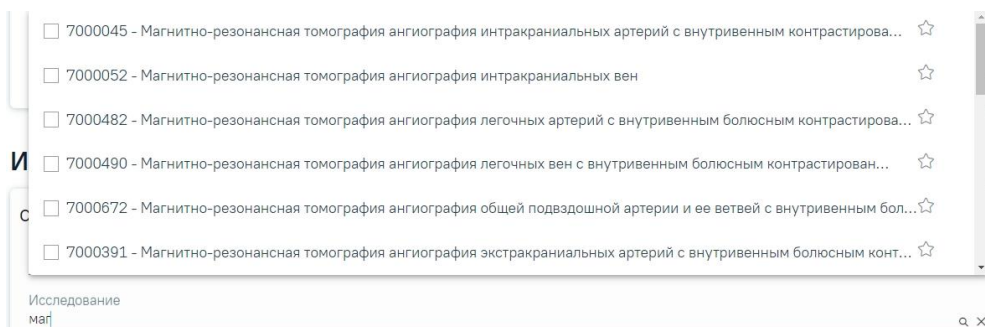 7000045 - Магнитно-резонансная томография ангиография интракраниальных артерий с внутривенным контрастирова...
7000052 - Магнитно-резонансная томография ангиография интракраниальных вен
7000482 - Магнитно-резонансная томография ангиография легочных артерий с внутривенным болюсным контрастирова...
7000490 - Магнитно-резонансная томография ангиография легочных вен с внутривенным болюсным контрастирован...
И
7000672 - Магнитно-резонансная томография ангиография общей подвздошной артерии и ее ветвей с внутривенным бол...
7000391 - Магнитно-резонансная томография ангиография экстракраниальных артерий с внутривенным болюсным конт...
Исследование
маг